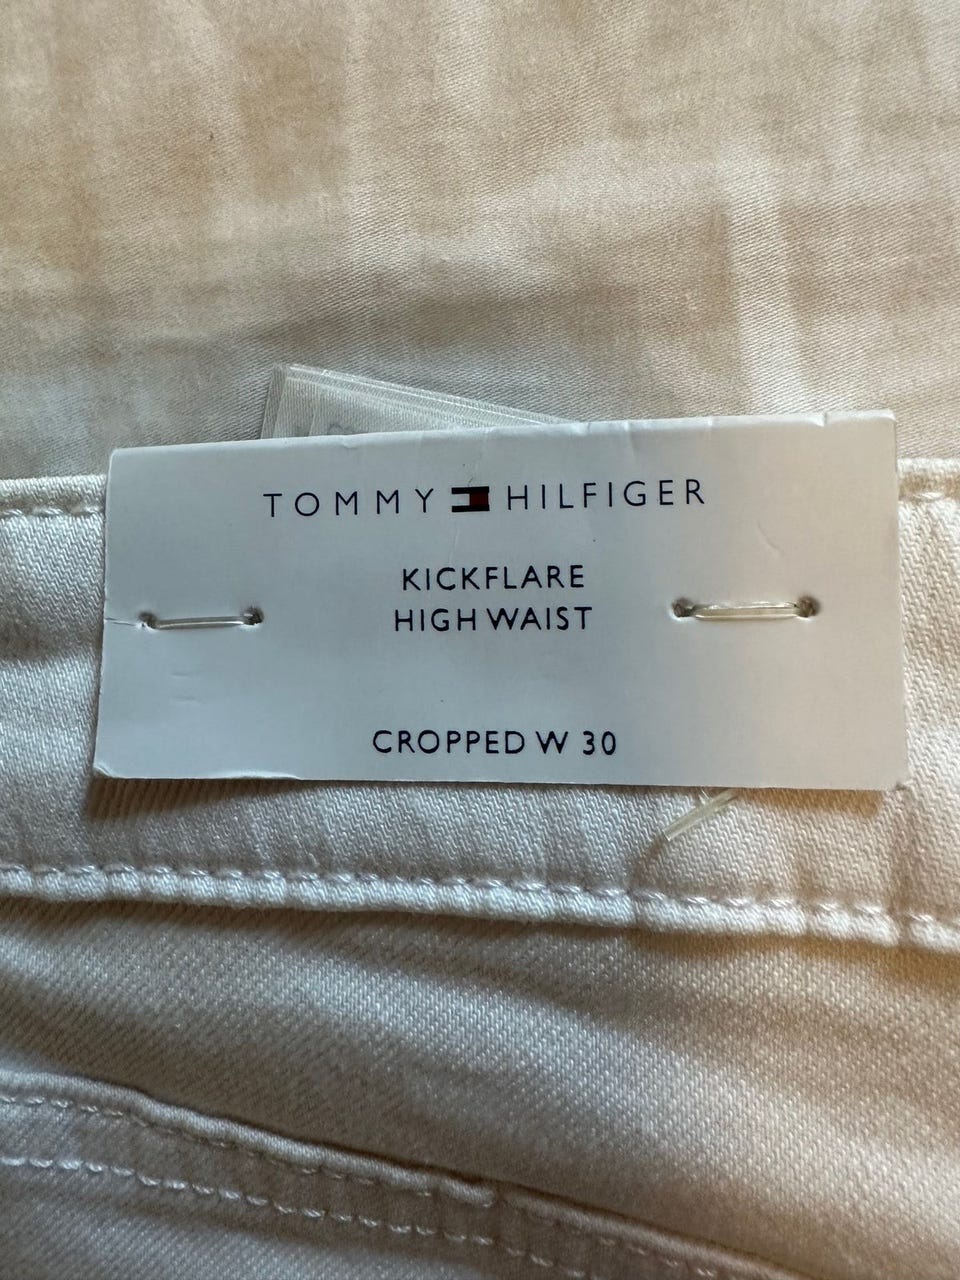 TOMMY HILFIGER
KICKFLARE
HIGH WAIST
CROPPED W 30